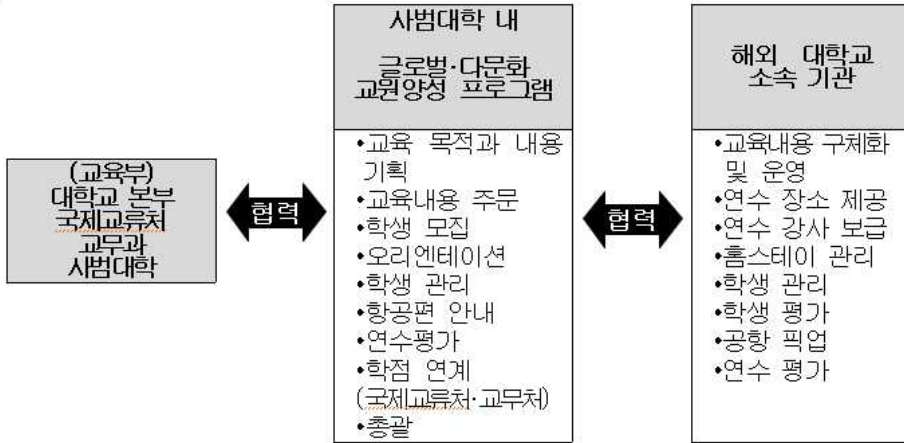 (교육부)
대학교 본부
국제교류처
교무과
사범대학
협력
사범대학 내
글로벌·다문화
교원양성 프로그램
•교육 목적과 내용
기획
•교육내용 주문
•학생 모집
•오리엔테이션
•학생 관리
•항공편 안내
•연수평가
•학점 연계
(국제교류처·교무처)
•총괄
협력
해외 대학교
소속 기관
•교육내용 구체화
및 운영
•연수 장소 제공
•연수 강사 보급
•홈스테이 관리
•학생 관리
•학생 평가
•공항 픽업
•연수 평가